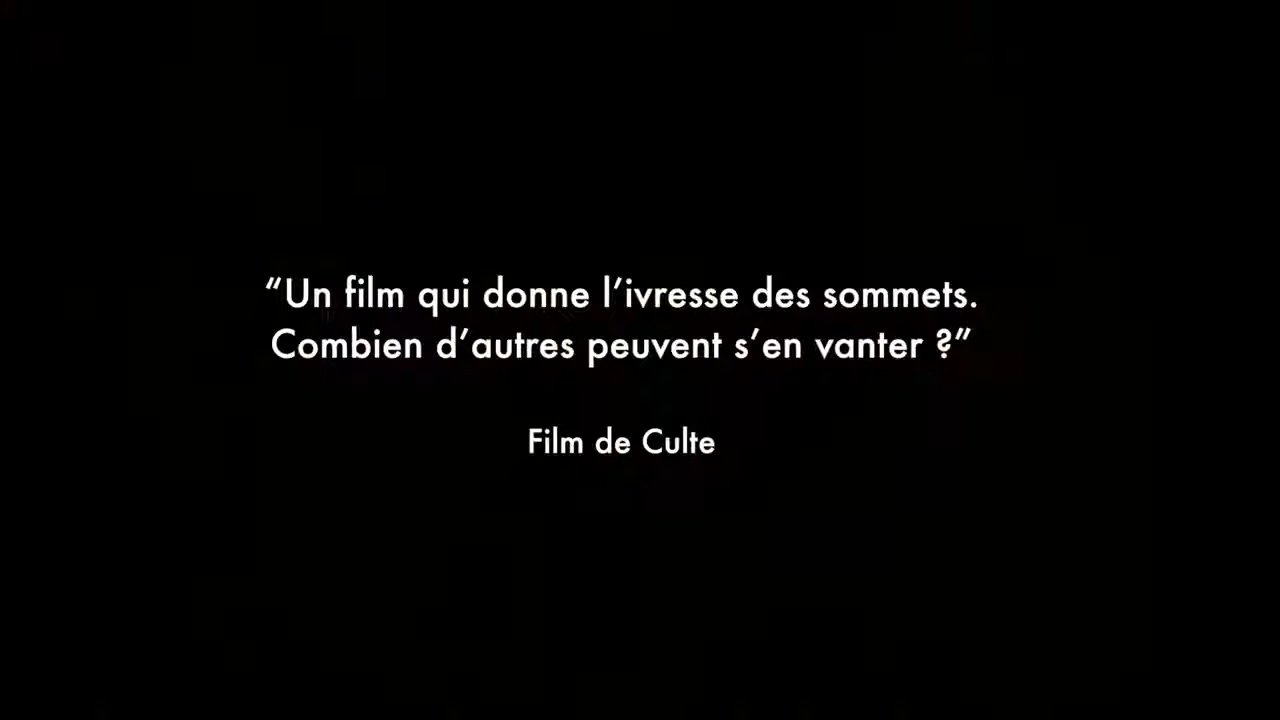 “Un film qui donne l’ivresse des sommets.
Combien d’autres peuvent s’en vanter ?”
Film de Culte